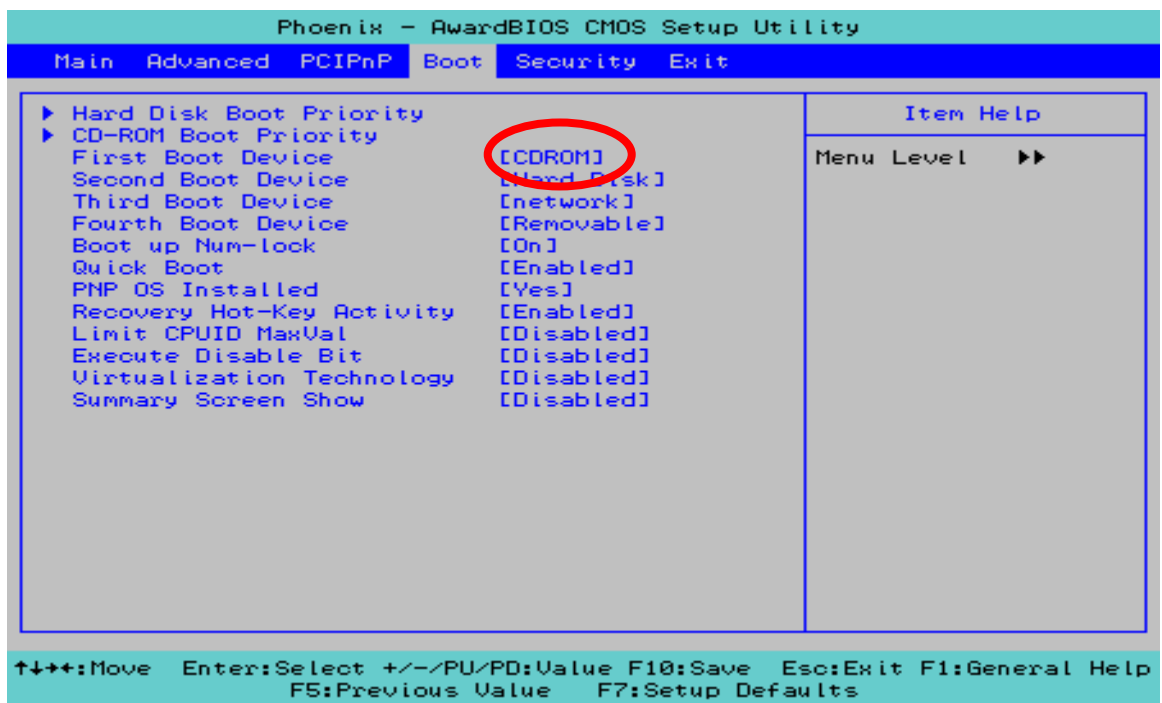 Phoenix - AwardBIOS CMOS Setup Utility
Main Advanced PCIPnP Boot Security Exit
Hard Disk Boot Priority
CD-ROM Boot Priority
First Boot Device [CDROM]
Second Boot Device [Hard Disk]
Third Boot Device [network]
Fourth Boot Device [Removable]
Boot up Num-lock [On]
Quick Boot [Enabled]
PNP OS Installed [Yes]
Recovery Hot-Key Activity [Enabled]
Limit CPUID MaxVal [Disabled]
Execute Disable Bit [Disabled]
Virtualization Technology [Disabled]
Summary Screen Show [Disabled]
Item Help
Menu Level ▶▶
↑↓→←:Move Enter:Select +/-/PU/PD:Value F10:Save Esc:Exit F1:General Help
F5:Previous Value F7:Setup Defaults